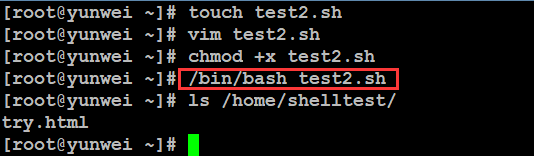 [root@yunwei ~]# touch test2.sh
[root@yunwei ~]# vim test2.sh
[root@yunwei ~]# chmod +x test2.sh
[root@yunwei ~]# /bin/bash test2.sh
[root@yunwei ~]# ls /home/shelltest/
try.html
[root@yunwei ~]#